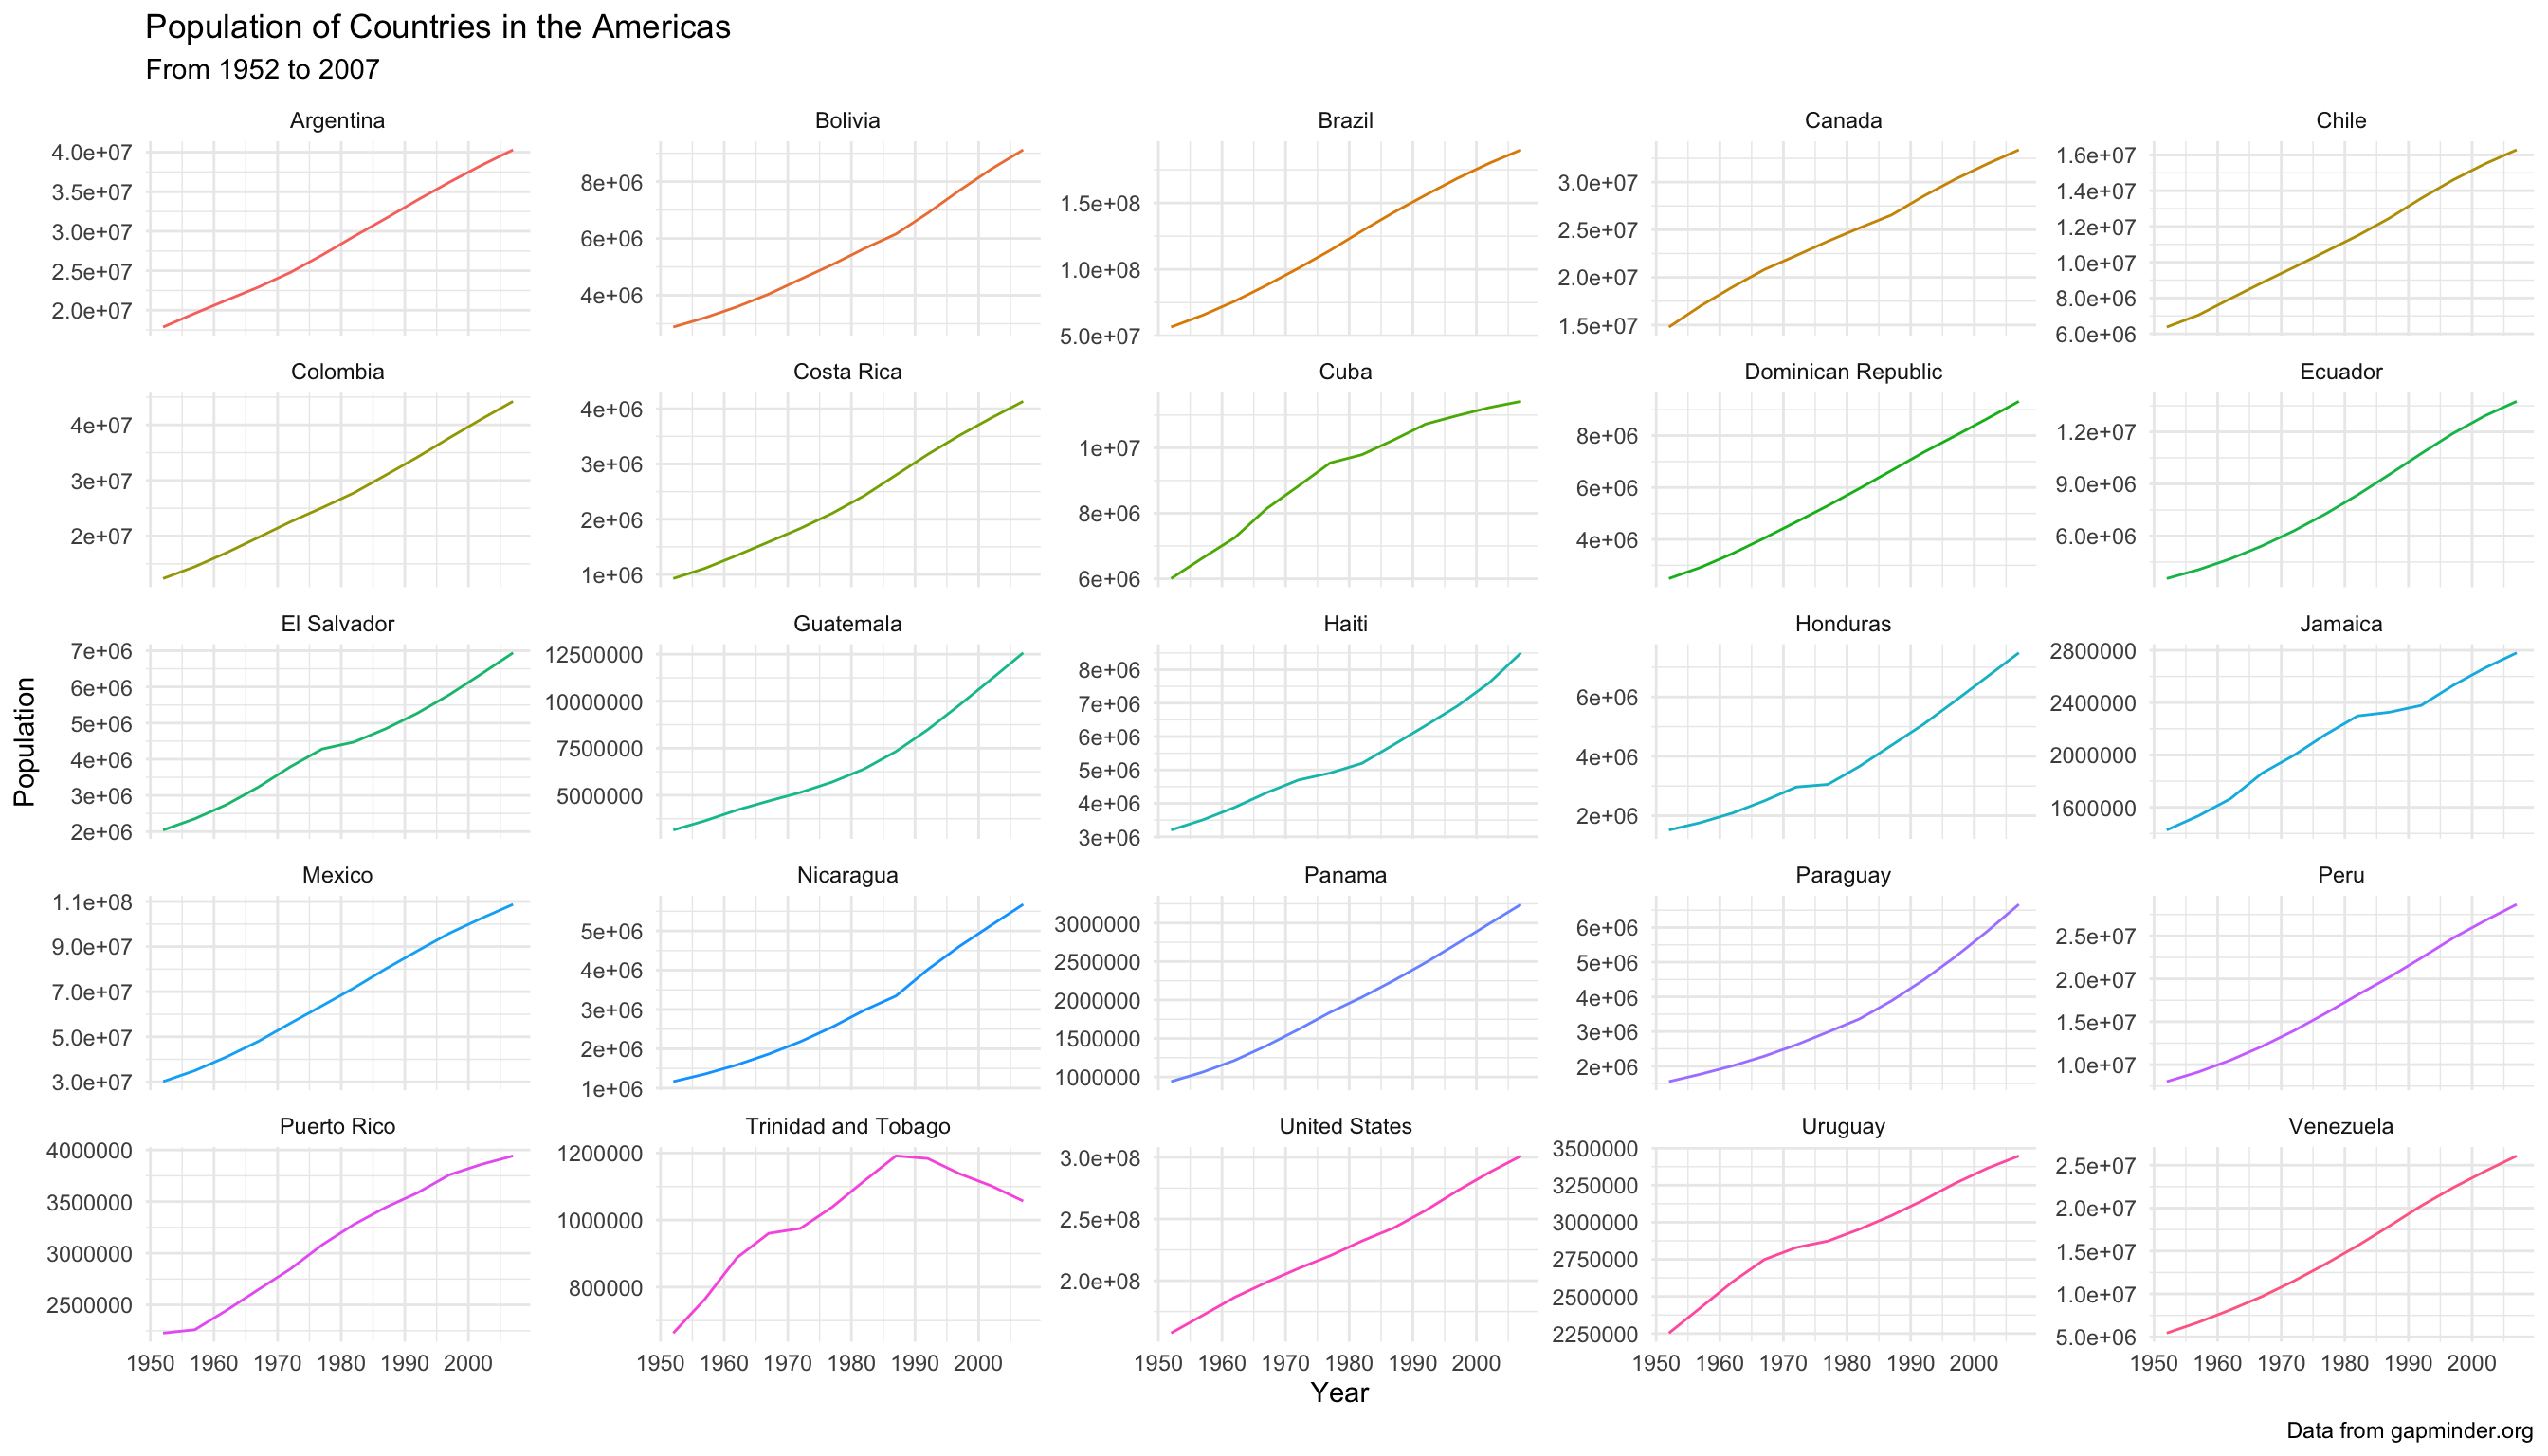 Population of Countries in the Americas
From 1952 to 2007
Argentina Bolivia Brazil Canada Chile
4.0e+07
3.5e+07
3.0e+07
2.5e+07
2.0e+07
8e+06
6e+06
4e+06
1.5e+08
1.0e+08
5.0e+07
3.0e+07
2.5e+07
2.0e+07
1.5e+07
1.6e+07
1.4e+07
1.2e+07
1.0e+07
8.0e+06
6.0e+06
Colombia Costa Rica Cuba Dominican Republic Ecuador
4e+07
3e+07
2e+07
4e+06
3e+06
2e+06
1e+06
1e+07
8e+06
6e+06
8e+06
6e+06
4e+06
1.2e+07
9.0e+06
6.0e+06
El Salvador Guatemala Haiti Honduras Jamaica
7e+06
6e+06
5e+06
4e+06
3e+06
2e+06
12500000
10000000
7500000
5000000
8e+06
7e+06
6e+06
5e+06
4e+06
3e+06
6e+06
4e+06
2e+06
2800000
2400000
2000000
1600000
Population
Mexico Nicaragua Panama Paraguay Peru
1.1e+08
9.0e+07
7.0e+07
5.0e+07
3.0e+07
5e+06
4e+06
3e+06
2e+06
1e+06
3000000
2500000
2000000
1500000
1000000
6e+06
5e+06
4e+06
3e+06
2e+06
2.5e+07
2.0e+07
1.5e+07
1.0e+07
Puerto Rico Trinidad and Tobago United States Uruguay Venezuela
4000000
3500000
3000000
2500000
1200000
1000000
800000
3.0e+08
2.5e+08
2.0e+08
3500000
3250000
3000000
2750000
2500000
2250000
2.5e+07
2.0e+07
1.5e+07
1.0e+07
5.0e+06
1950 1960 1970 1980 1990 2000 1950 1960 1970 1980 1990 2000 1950 1960 1970 1980 1990 2000 1950 1960 1970 1980 1990 2000 1950 1960 1970 1980 1990 2000
Year
Data from gapminder.org